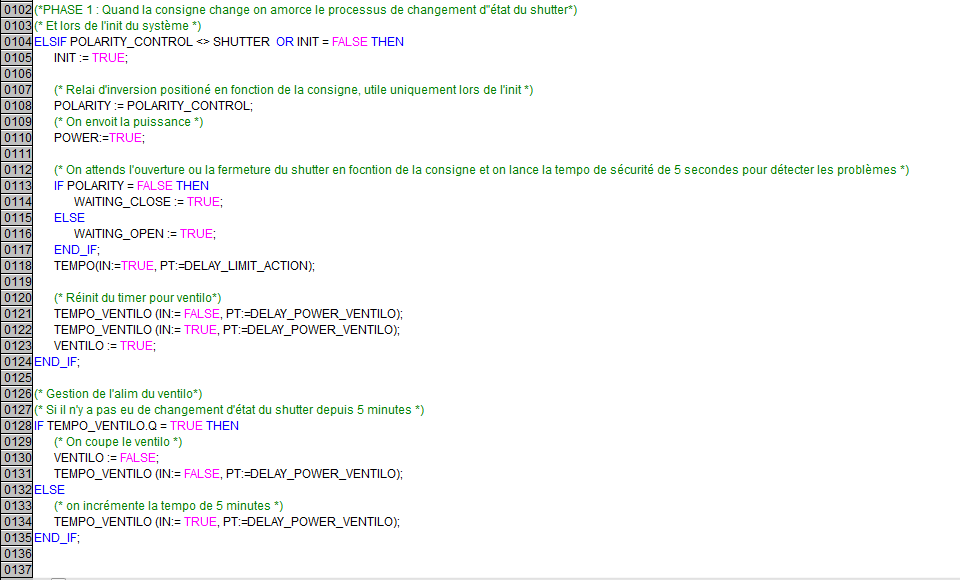 0102 (*PHASE 1 : Quand la consigne change on amorce le processus de changement d"état du shutter*)
0103 (* Et lors de l'init du système *)
0104 ELSIF POLARITY_CONTROL <> SHUTTER  OR INIT = FALSE THEN
0105 INIT := TRUE;
0106
0107 (* Relai d'inversion positioné en fonction de la consigne, utile uniquement lors de l'init *)
0108 POLARITY := POLARITY_CONTROL;
0109 (* On envoit la puissance *)
0110 POWER:=TRUE;
0111
0112 (* On attends l'ouverture ou la fermeture du shutter en focntion de la consigne et on lance la tempo de sécurité de 5 secondes pour détecter les problèmes *)
0113 IF POLARITY = FALSE THEN
0114 WAITING_CLOSE := TRUE;
0115 ELSE
0116 WAITING_OPEN := TRUE;
0117 END_IF;
0118 TEMPO(IN:=TRUE, PT:=DELAY_LIMIT_ACTION);
0119
0120 (* Réinit du timer pour ventilo*)
0121 TEMPO_VENTILO (IN:= FALSE, PT:=DELAY_POWER_VENTILO);
0122 TEMPO_VENTILO (IN:= TRUE, PT:=DELAY_POWER_VENTILO);
0123 VENTILO := TRUE;
0124 END_IF;
0125
0126 (* Gestion de l'alim du ventilo*)
0127 (* Si il n'y a pas eu de changement d'état du shutter depuis 5 minutes *)
0128 IF TEMPO_VENTILO.Q = TRUE THEN
0129 (* On coupe le ventilo *)
0130 VENTILO := FALSE;
0131 TEMPO_VENTILO (IN:= FALSE, PT:=DELAY_POWER_VENTILO);
0132 ELSE
0133 (* on incrémente la tempo de 5 minutes *)
0134 TEMPO_VENTILO (IN:= TRUE, PT:=DELAY_POWER_VENTILO);
0135 END_IF;
0136
0137